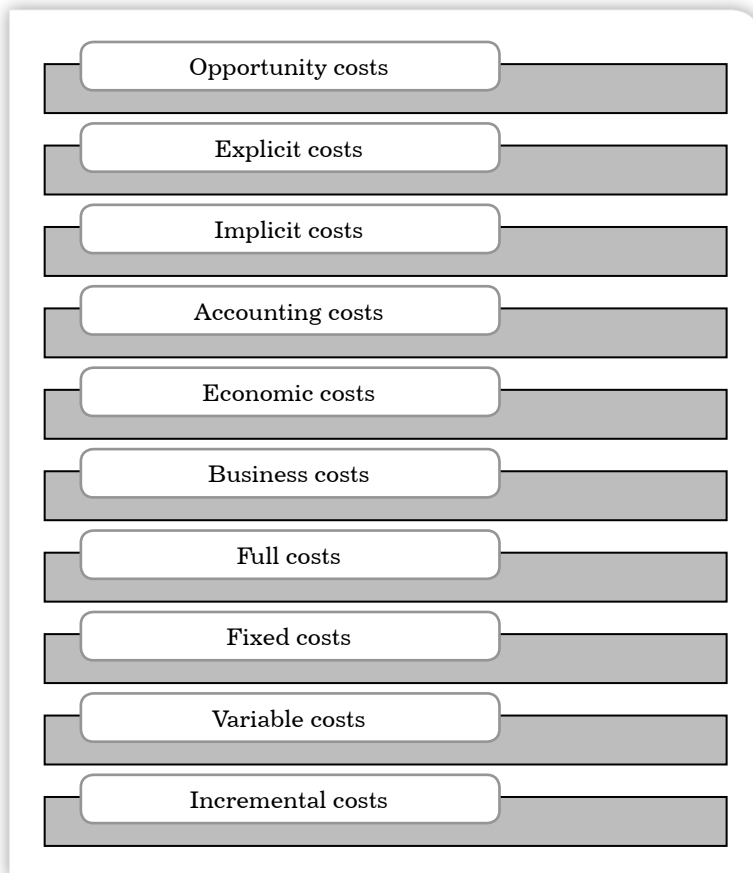 Opportunity costs
Explicit costs
Implicit costs
Accounting costs
Economic costs
Business costs
Full costs
Fixed costs
Variable costs
Incremental costs